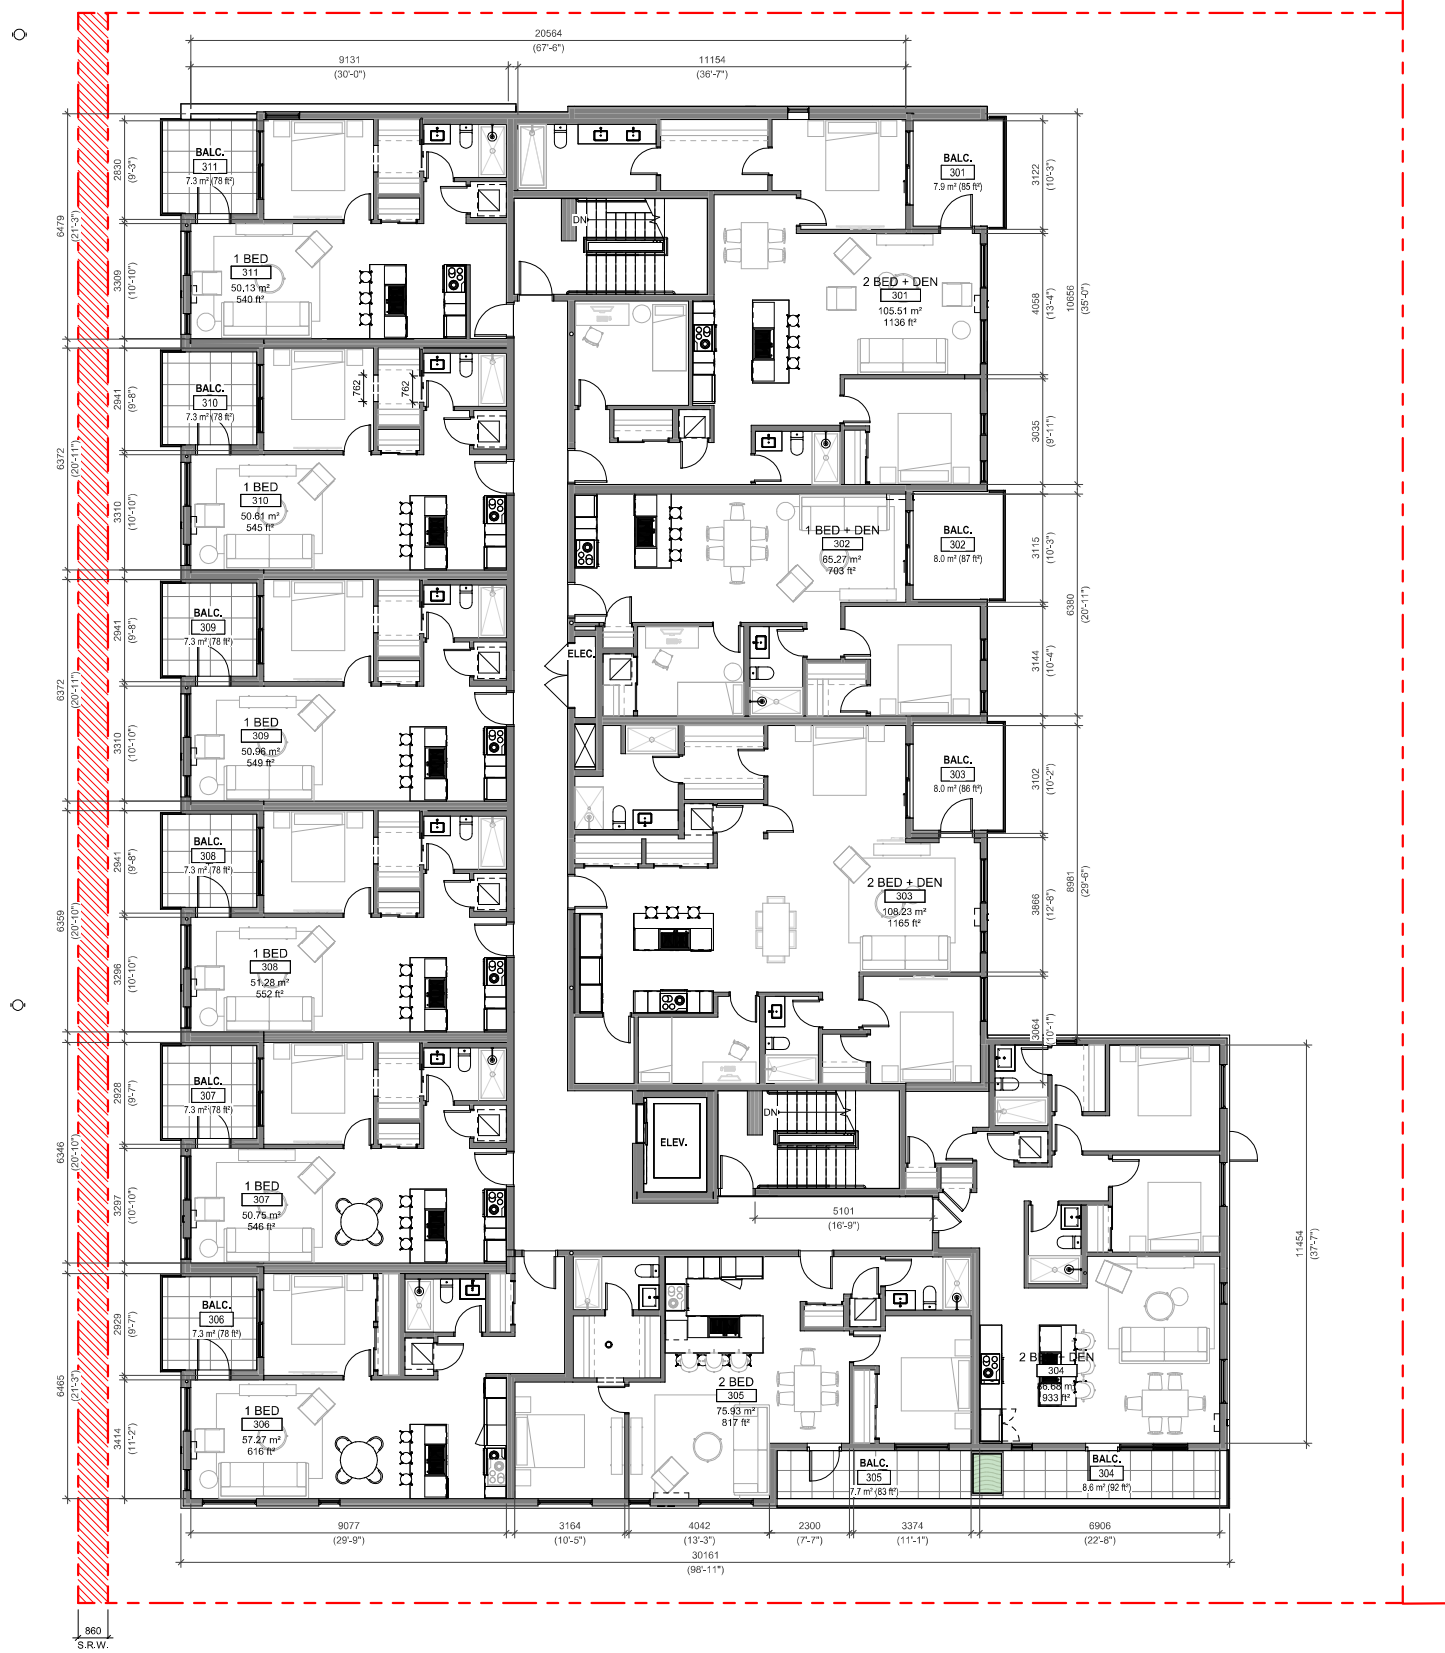 20564
(67'-6")
9131
(30'-0")
11154
(36'-7")
BALC.
311
7.3 m² (78 ft²)
2830
(9'-3")
6479
(21'-3")
3309
(10'-10")
1 BED
311
50.13 m²
540 ft²
DN
BALC.
301
7.9 m² (85 ft²)
3122
(10'-3")
2 BED + DEN
301
105.51 m²
1136 ft²
4058
(13'-4")
10656
(35'-0")
3035
(9'-11")
BALC.
310
7.3 m² (78 ft²)
762
762
2941
(9'-8")
6372
(20'-11")
3310
(10'-10")
1 BED
310
50.61 m²
545 ft²
1 BED + DEN
302
65.27 m²
703 ft²
BALC.
302
8.0 m² (87 ft²)
3115
(10'-3")
6380
(20'-11")
3144
(10'-4")
ELEC.
BALC.
309
7.3 m² (78 ft²)
2941
(9'-8")
6372
(20'-11")
3310
(10'-10")
1 BED
309
50.96 m²
549 ft²
BALC.
303
8.0 m² (86 ft²)
3102
(10'-2")
2 BED + DEN
303
108.23 m²
1165 ft²
3866
(12'-8")
8981
(29'-6")
3064
(10'-1")
BALC.
308
7.3 m² (78 ft²)
2941
(9'-8")
6359
(20'-10")
3296
(10'-10")
1 BED
308
51.28 m²
552 ft²
BALC.
307
7.3 m² (78 ft²)
2928
(9'-7")
6346
(20'-10")
3297
(10'-10")
1 BED
307
50.75 m²
546 ft²
ELEV.
DN
5101
(16'-9")
11454
(37'-7")
BALC.
306
7.3 m² (78 ft²)
2929
(9'-7")
6465
(21'-3")
3414
(11'-2")
1 BED
306
57.27 m²
616 ft²
2 BED
305
75.93 m²
817 ft²
2 BED + DEN
304
933 ft²
BALC.
305
7.7 m² (83 ft²)
BALC.
304
8.6 m² (92 ft²)
9077
(29'-9")
3164
(10'-5")
4042
(13'-3")
2300
(7'-7")
3374
(11'-1")
6906
(22'-8")
30161
(98'-11")
860
S.R.W.